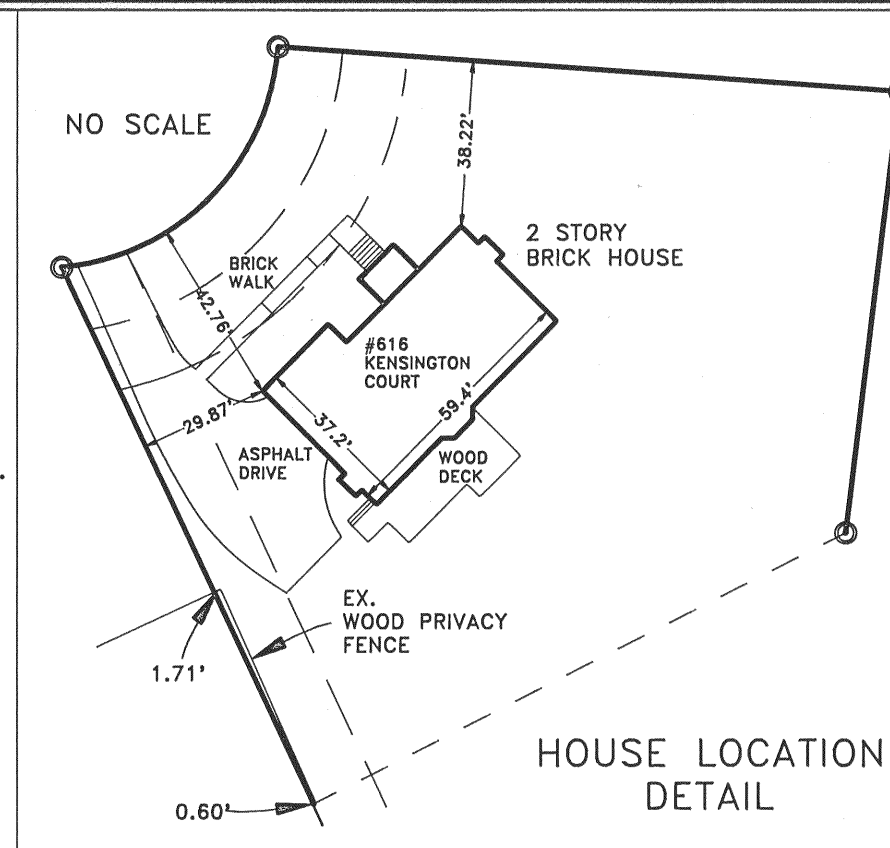 NO SCALE
38.22'
2 STORY
BRICK HOUSE
BRICK
WALK
42.76'
#616
KENSINGTON
COURT
29.87'
37.2'
59.4'
ASPHALT
DRIVE
WOOD
DECK
EX.
WOOD PRIVACY
FENCE
1.71'
0.60'
HOUSE LOCATION
DETAIL